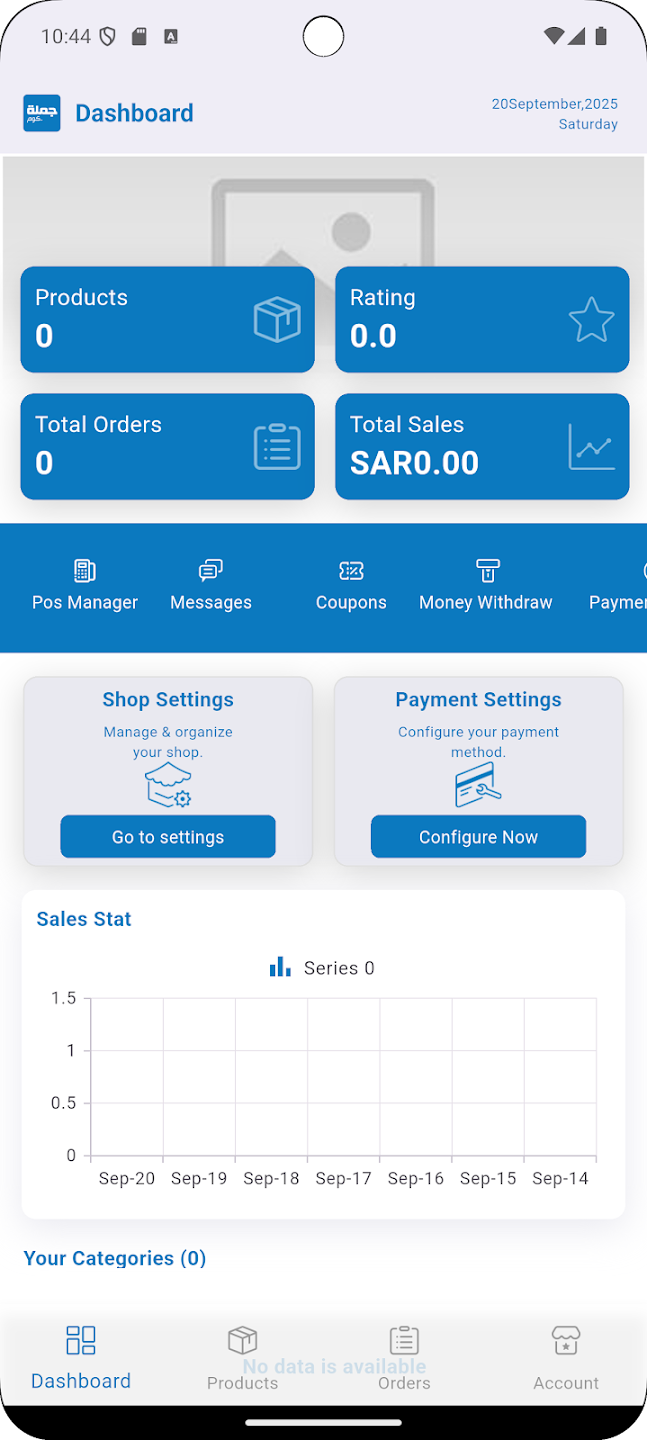 10:44
A
جملة
.كوم
Dashboard
20September,2025
Saturday
Products
0
Rating
0.0
Total Orders
0
Total Sales
SAR0.00
Pos Manager
Messages
Coupons
Money Withdraw
Paymen
Shop Settings
Manage & organize
your shop.
Go to settings
Payment Settings
Configure your payment
method.
Configure Now
Sales Stat
Series 0
1.5
1
0.5
0
Sep-20 Sep-19 Sep-18 Sep-17 Sep-16 Sep-15 Sep-14
Your Categories (0)
No data is available
Dashboard
Products
Orders
Account